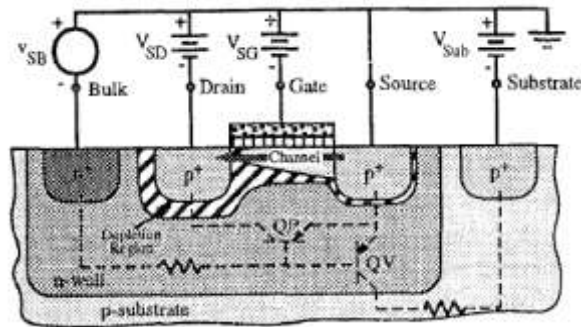 + + ÷ +
v_SB V_SD V_SG V_Sub
- - - -
Bulk Drain Gate Source Substrate
Channel
n+ p+ p+ p+
Depletion
Region
QP
QV
n-well
p-substrate